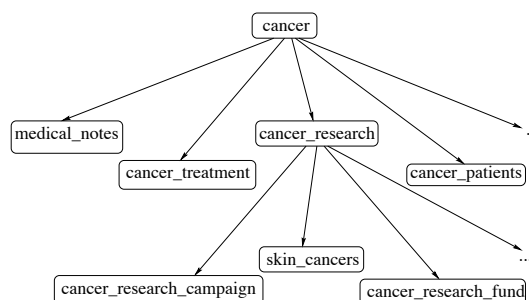 cancer
medical_notes
cancer_research
..
cancer_treatment
cancer_patients
skin_cancers
...
cancer_research_campaign
cancer_research_fund